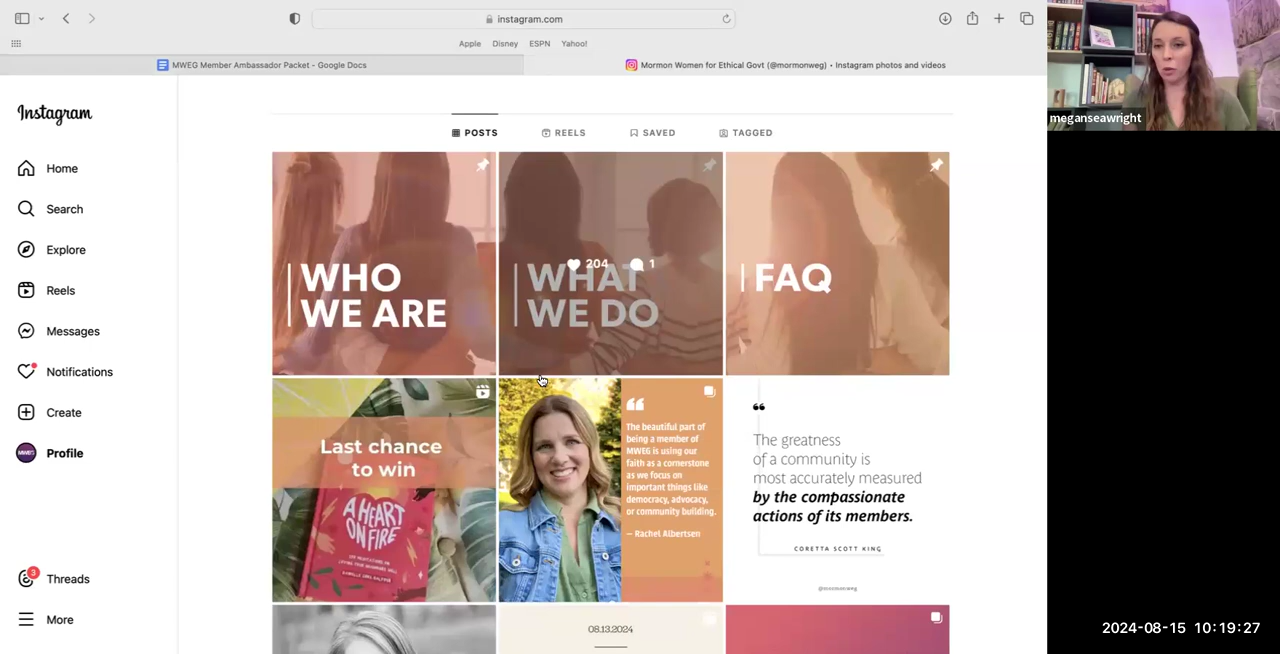 instagram.com
Apple Disney ESPN Yahoo!
MWEG Member Ambassador Packet - Google Docs
Mormon Women for Ethical Govt (@mormonweg) • Instagram photos and videos
meganseawright
Instagram
Home
Search
Explore
Reels
Messages
Notifications
Create
MWEG
Profile
3
Threads
More
POSTS
REELS
SAVED
TAGGED
WHO
WE ARE
204 1
WHAT
WE DO
FAQ
Last chance
to win
A HEART
ON FIRE
“
The beautiful part of
being a member of
MWEG is using our
faith as a cornerstone
as we focus on
important things like
democracy, advocacy,
or community building.
— Rachel Albertsen
“
The greatness
of a community is
most accurately measured
by the compassionate
actions of its members.
CORETTA SCOTT KING
@mormonweg
08.13.2024
2024-08-15 10:19:27